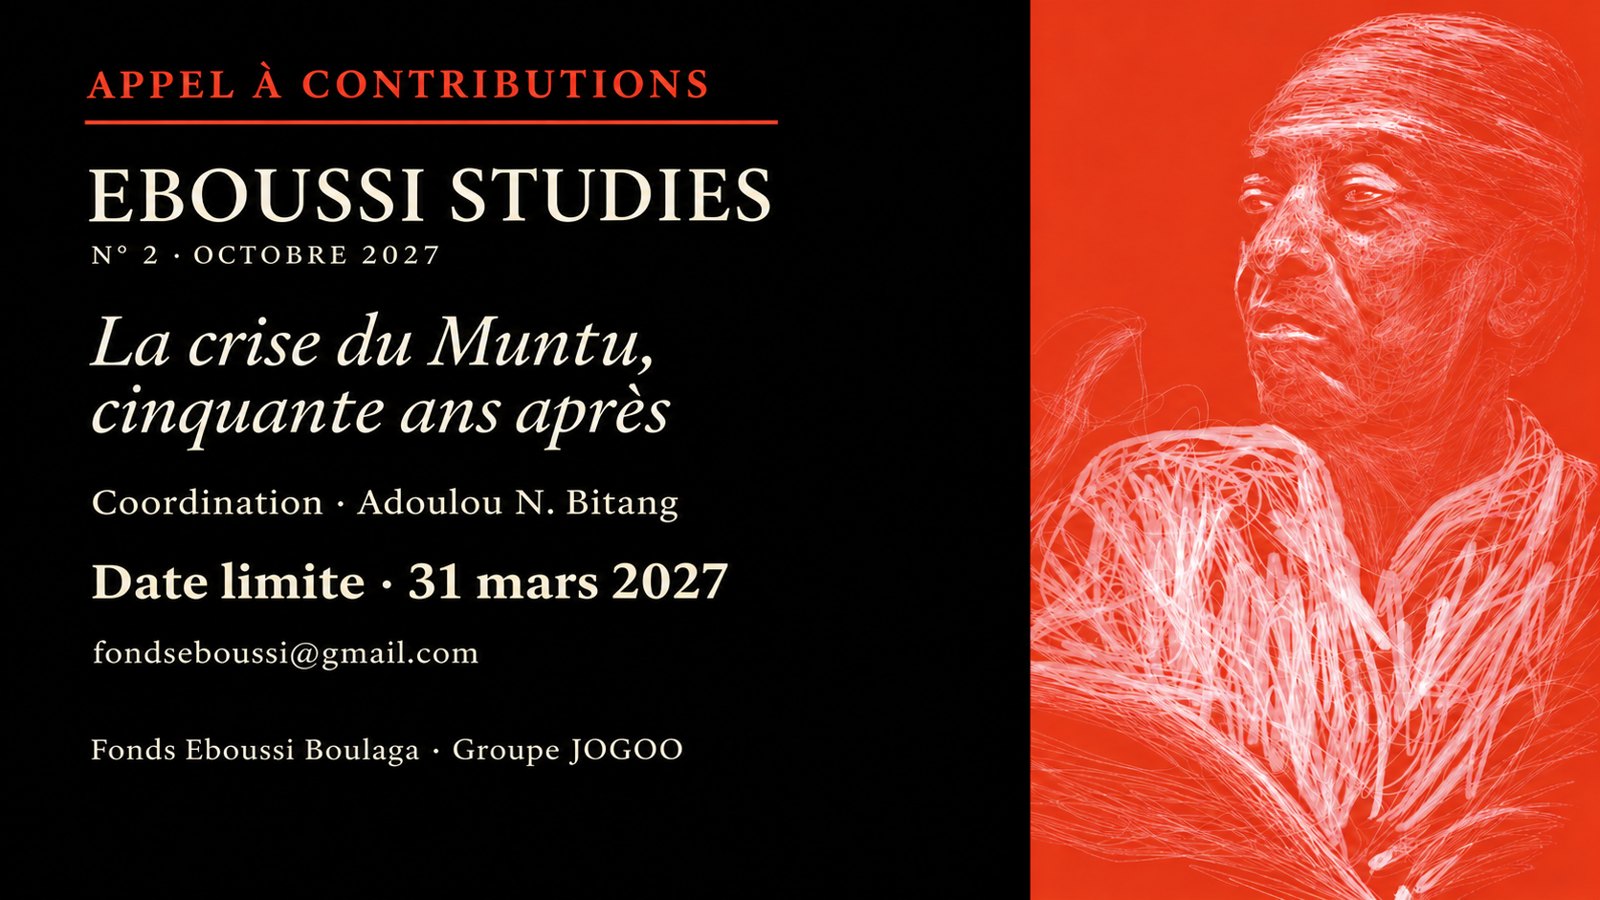 APPEL À CONTRIBUTIONS
EBOUSSI STUDIES
N° 2 · OCTOBRE 2027
La crise du Muntu,
cinquante ans après
Coordination · Adoulou N. Bitang
Date limite · 31 mars 2027
fondseboussi@gmail.com
Fonds Eboussi Boulaga · Groupe JOGOO